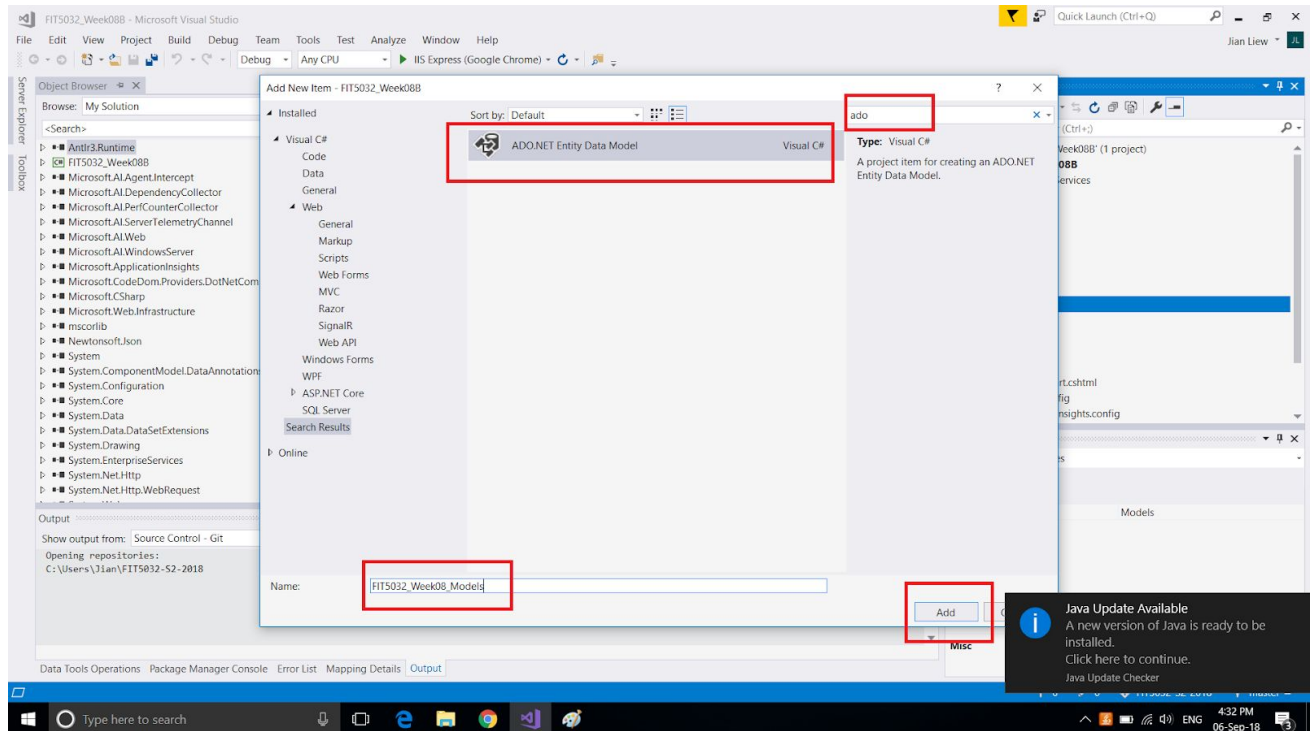 FIT5032_Week08B - Microsoft Visual Studio
Quick Launch (Ctrl+Q)
File Edit View Project Build Debug Team Tools Test Analyze Window Help
Jian Liew JL
Debug Any CPU IIS Express (Google Chrome)
Server Explorer
Toolbox
Object Browser
Browse: My Solution
<Search>
Antlr3.Runtime
FIT5032_Week08B
Microsoft.AI.Agent.Intercept
Microsoft.AI.DependencyCollector
Microsoft.AI.PerfCounterCollector
Microsoft.AI.ServerTelemetryChannel
Microsoft.AI.Web
Microsoft.AI.WindowsServer
Microsoft.ApplicationInsights
Microsoft.CodeDom.Providers.DotNetCom
Microsoft.CSharp
Microsoft.Web.Infrastructure
mscorlib
Newtonsoft.Json
System
System.ComponentModel.DataAnnotation
System.Configuration
System.Core
System.Data
System.Data.DataSetExtensions
System.Drawing
System.EnterpriseServices
System.Net.Http
System.Net.Http.WebRequest
Add New Item - FIT5032_Week08B
Installed
Visual C#
Code
Data
General
Web
General
Markup
Scripts
Web Forms
MVC
Razor
SignalR
Web API
Windows Forms
WPF
ASP.NET Core
SQL Server
Search Results
Online
Sort by: Default
ADO.NET Entity Data Model Visual C#
ado
Type: Visual C#
A project item for creating an ADO.NET
Entity Data Model.
Name: FIT5032_Week08_Models
Add
(Ctrl+;)
Week08B' (1 project)
08B
ervices
rt.cshtml
fig
nsights.config
es
Models
Misc
Output
Show output from: Source Control - Git
Opening repositories:
C:\Users\Jian\FIT5032-S2-2018
Data Tools Operations Package Manager Console Error List Mapping Details Output
Java Update Available
A new version of Java is ready to be
installed.
Click here to continue.
Java Update Checker
Type here to search
ENG
4:32 PM
06-Sep-18
3